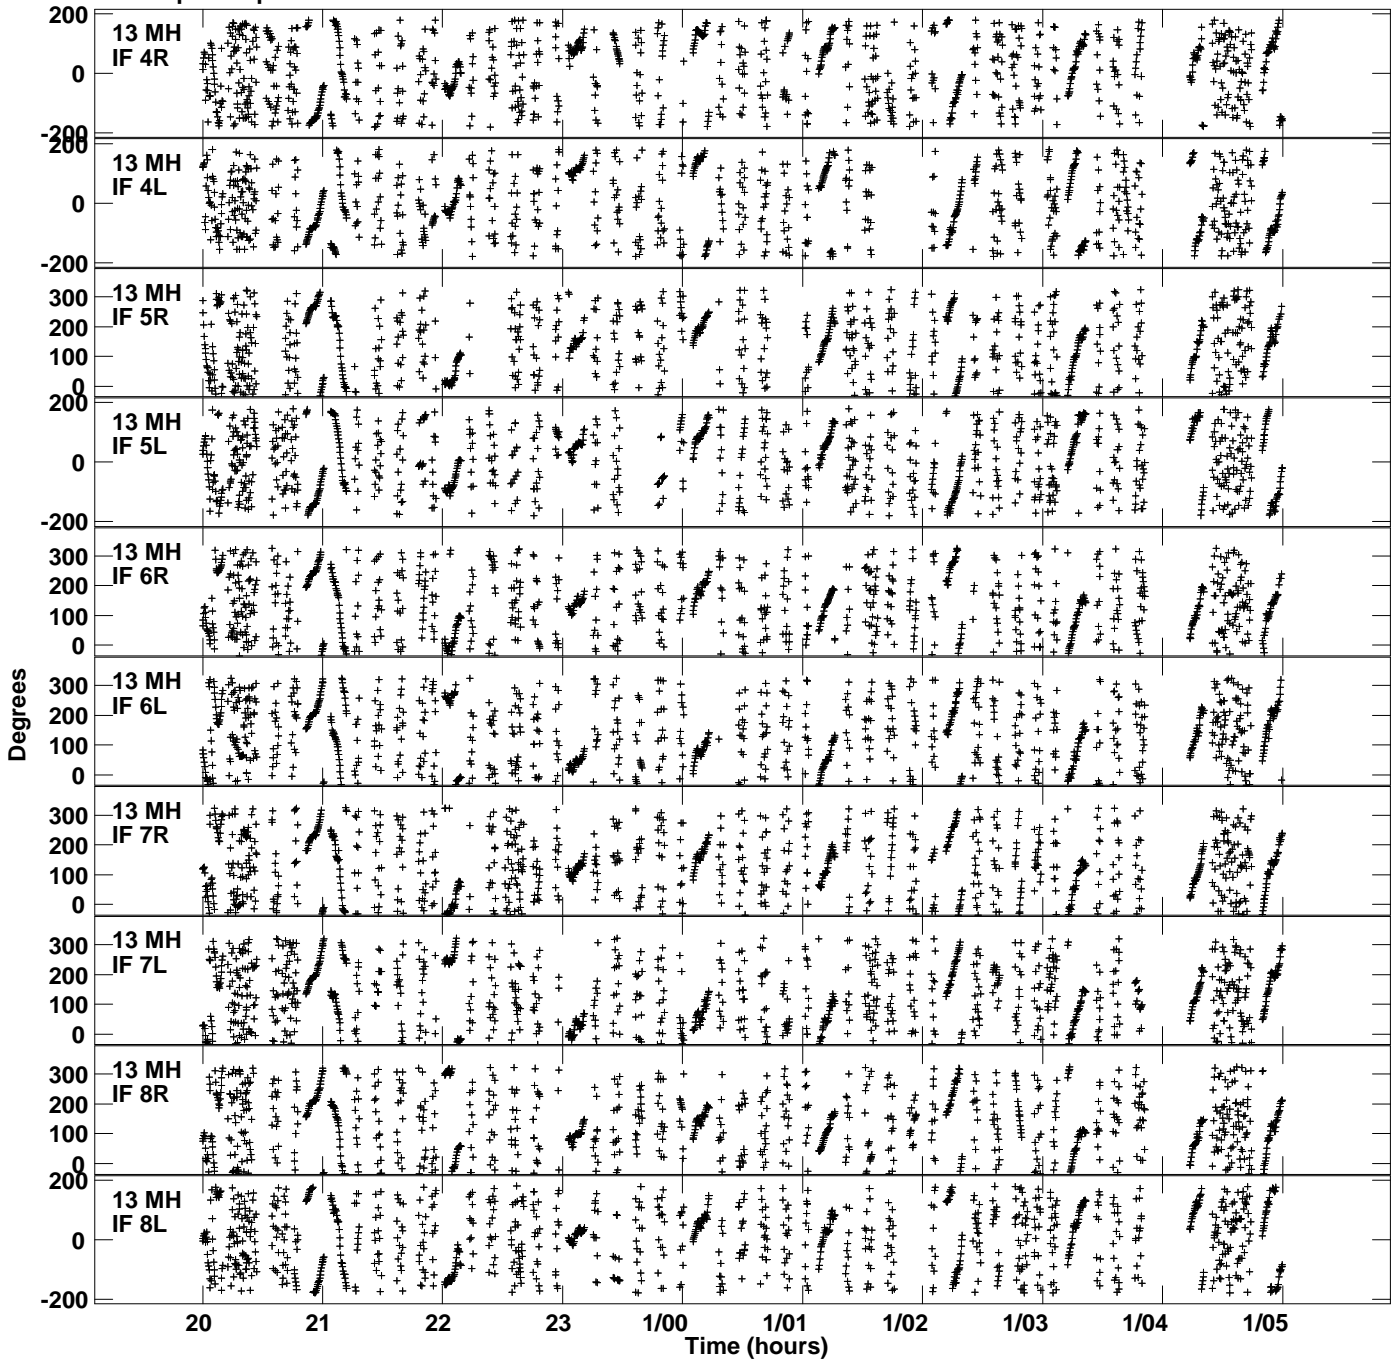 200
0
-200
13 MH
IF 4R
200
0
-200
13 MH
IF 4L
300
200
100
0
13 MH
IF 5R
200
0
-200
13 MH
IF 5L
300
200
100
0
13 MH
IF 6R
300
200
100
0
13 MH
IF 6L
300
200
100
0
13 MH
IF 7R
300
200
100
0
13 MH
IF 7L
300
200
100
0
13 MH
IF 8R
200
0
-200
13 MH
IF 8L
Degrees
20 21 22 23 1/00 1/01 1/02 1/03 1/04 1/05
Time (hours)